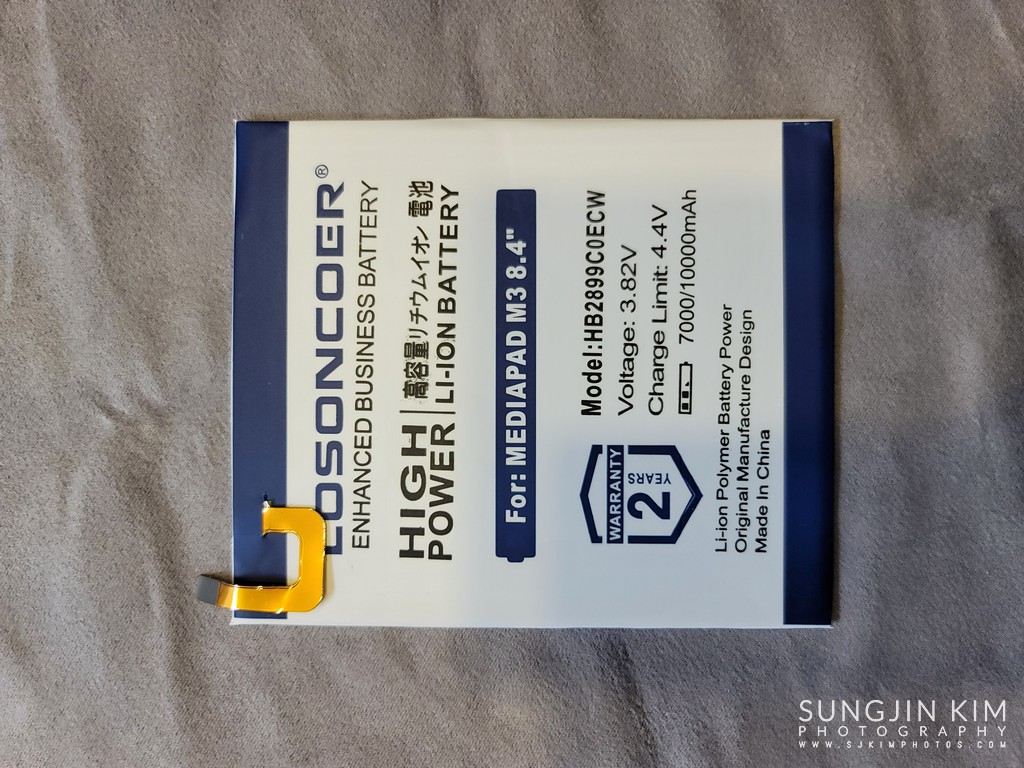 LOSONCOER®
ENHANCED BUSINESS BATTERY
HIGH POWER
高容量リチウムイオン 電池
LI-ION BATTERY
For: MEDIAPAD M3 8.4"
WARRANTY
2
YEARS
Model:HB2899C0ECW
Voltage: 3.82V
Charge Limit: 4.4V
7000/10000mAh
Li-ion Polymer Battery Power
Original Manufacture Design
Made In China
SUNGJIN KIM
PHOTOGRAPHY
WWW.SJKIMPHOTOS.COM